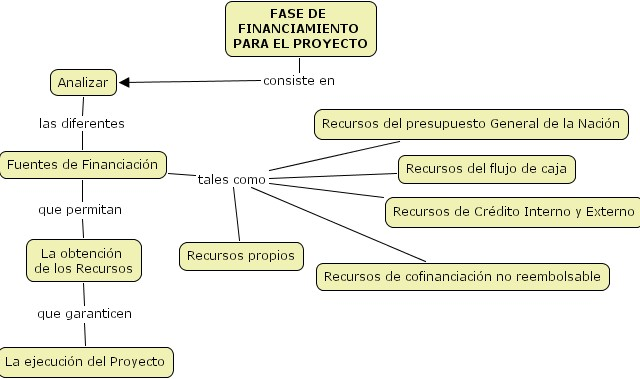 FASE DE
FINANCIAMIENTO
PARA EL PROYECTO
consiste en
Analizar
las diferentes
Fuentes de Financiación
tales como
Recursos del presupuesto General de la Nación
Recursos del flujo de caja
Recursos de Crédito Interno y Externo
Recursos de cofinanciación no reembolsable
Recursos propios
que permitan
La obtención
de los Recursos
que garanticen
La ejecución del Proyecto